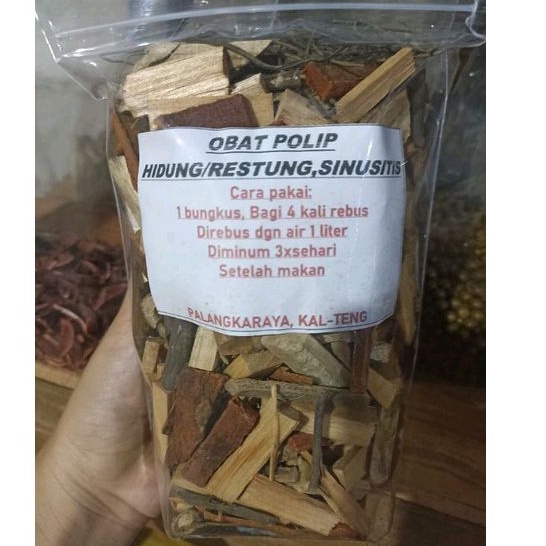 OBAT POLIP
HIDUNG/RESTUNG,SINUSITIS
Cara pakai:
1 bungkus, Bagi 4 kali rebus
Direbus dgn air 1 liter
Diminum 3xsehari
Setelah makan
PALANGKARAYA, KAL-TENG